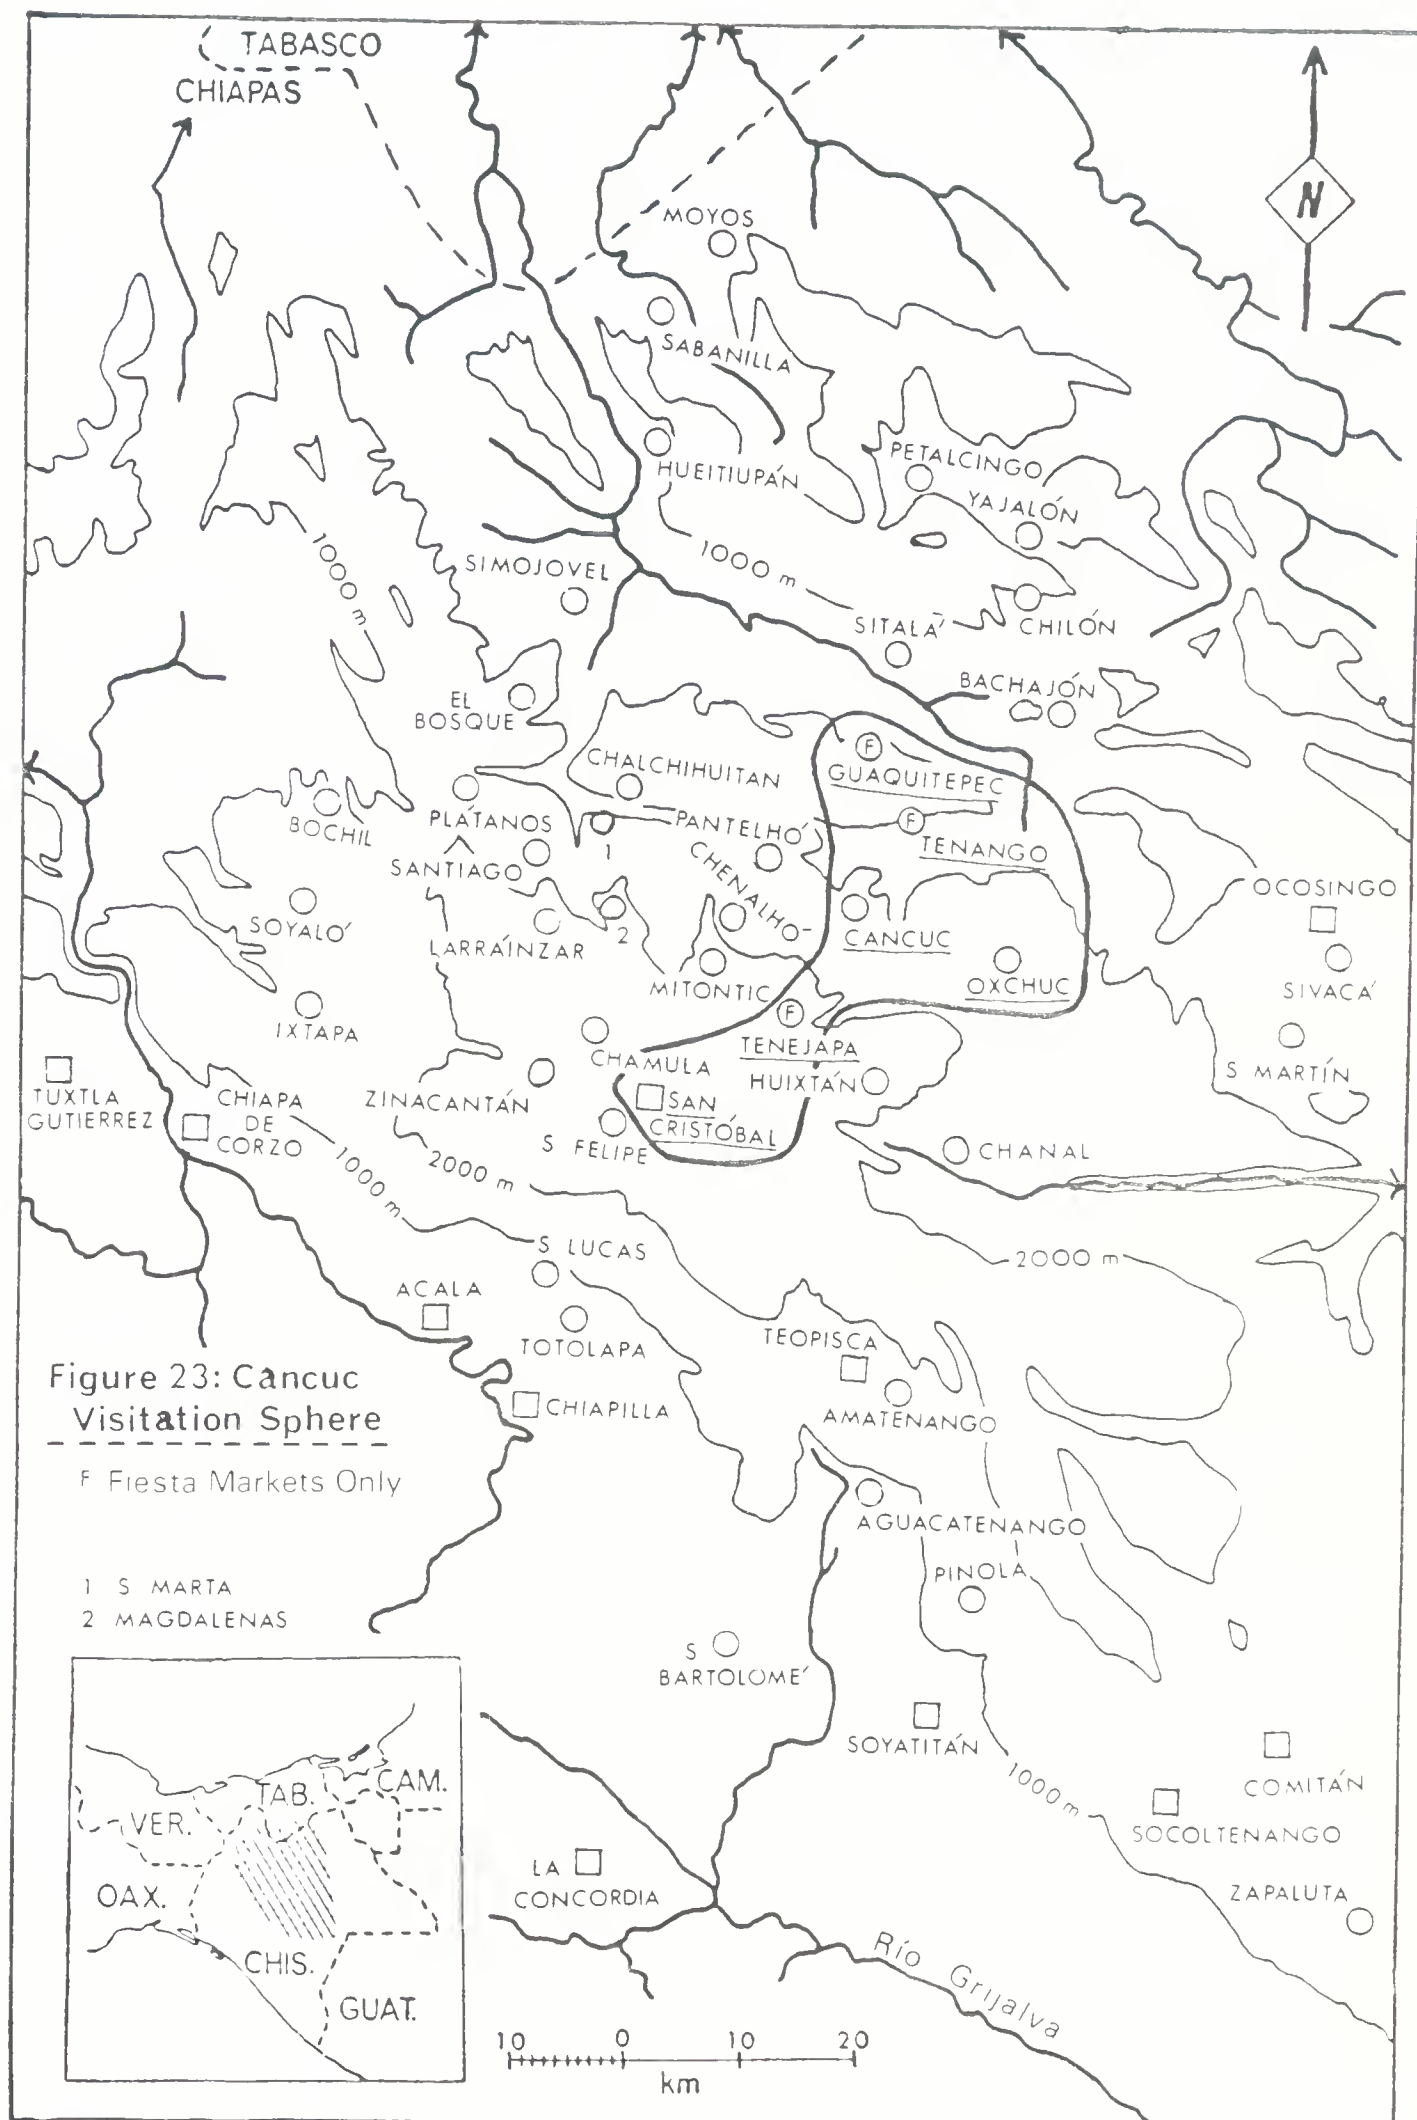 TABASCO
CHIAPAS
N
MOYOS
SABANILLA
HUEITIUPÁN
PETALCINGO
YAJALÓN
1000 m
1000 m
SIMOJOVEL
SITALÁ
CHILÓN
BACHAJÓN
EL
BOSQUE
F
GUAQUITEPEC
CHALCHIHUITAN
BOCHIL
PLÁTANOS
1
PANTELHÓ
F
TENANGO
SANTIAGO
CHENALHO
OCOSINGO
SOYALÓ
LARRAÍNZAR
2
CANCUC
MITONTIC
OXCHUC
SIVACÁ
IXTAPA
F
TENEJAPA
CHAMULA
HUIXTÁN
S MARTÍN
TUXTLA
GUTIERREZ
CHIAPA
DE
CORZO
ZINACANTÁN
SAN
CRISTÓBAL
S FELIPE
CHANAL
1000 m
2000 m
S LUCAS
2000 m
ACALA
TOTOLAPA
TEOPISCA
Figure 23: Cancuc
Visitation Sphere
CHIAPILLA
AMATENANGO
F Fiesta Markets Only
AGUACATENANGO
PINOLA
1 S MARTA
2 MAGDALENAS
S
BARTOLOMÉ
SOYATITÁN
1000 m
COMITÁN
SOCOLTENANGO
ZAPALUTA
LA
CONCORDIA
Río Grijalva
TAB.
CAM.
VER.
OAX.
CHIS.
GUAT.
10 0 10 20
km